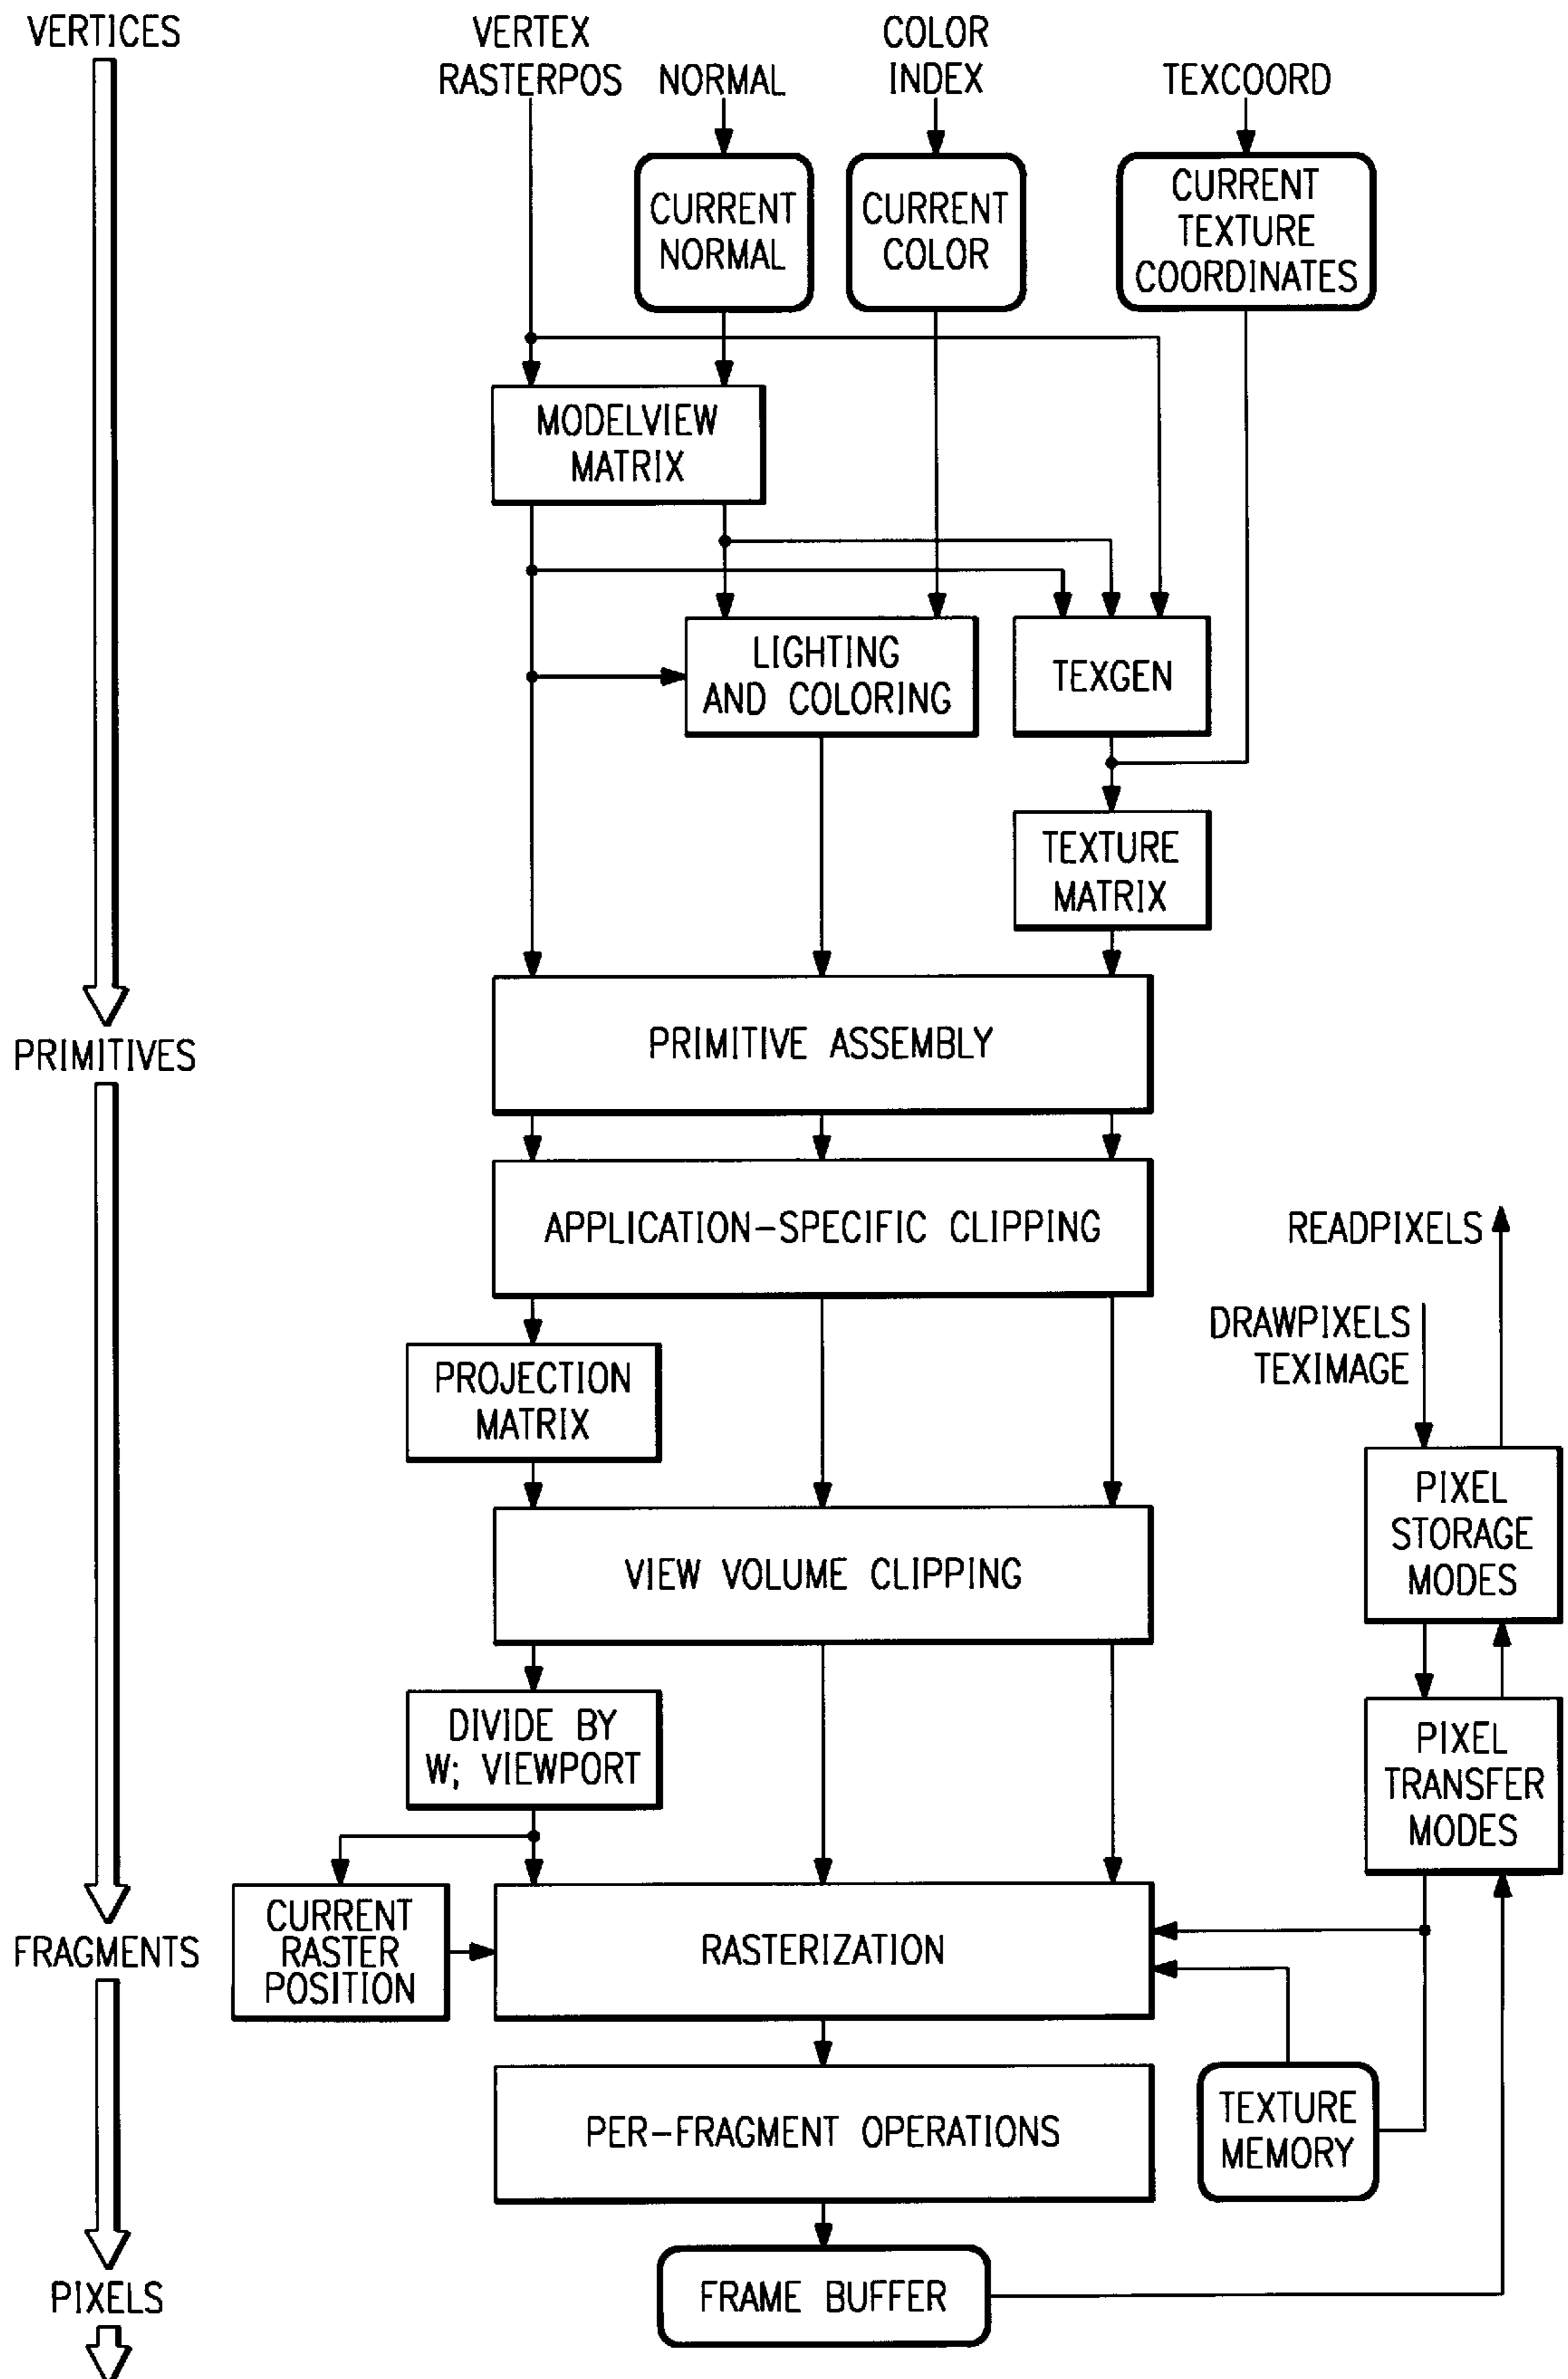 VERTICES
VERTEX
RASTERPOS
NORMAL
COLOR
INDEX
TEXCOORD
CURRENT
NORMAL
CURRENT
COLOR
CURRENT
TEXTURE
COORDINATES
MODELVIEW
MATRIX
LIGHTING
AND COLORING
TEXGEN
TEXTURE
MATRIX
PRIMITIVES
PRIMITIVE ASSEMBLY
APPLICATION-SPECIFIC CLIPPING
READPIXELS
DRAWPIXELS
TEXIMAGE
PROJECTION
MATRIX
PIXEL
STORAGE
MODES
VIEW VOLUME CLIPPING
DIVIDE BY
W; VIEWPORT
PIXEL
TRANSFER
MODES
FRAGMENTS
CURRENT
RASTER
POSITION
RASTERIZATION
PER-FRAGMENT OPERATIONS
TEXTURE
MEMORY
PIXELS
FRAME BUFFER